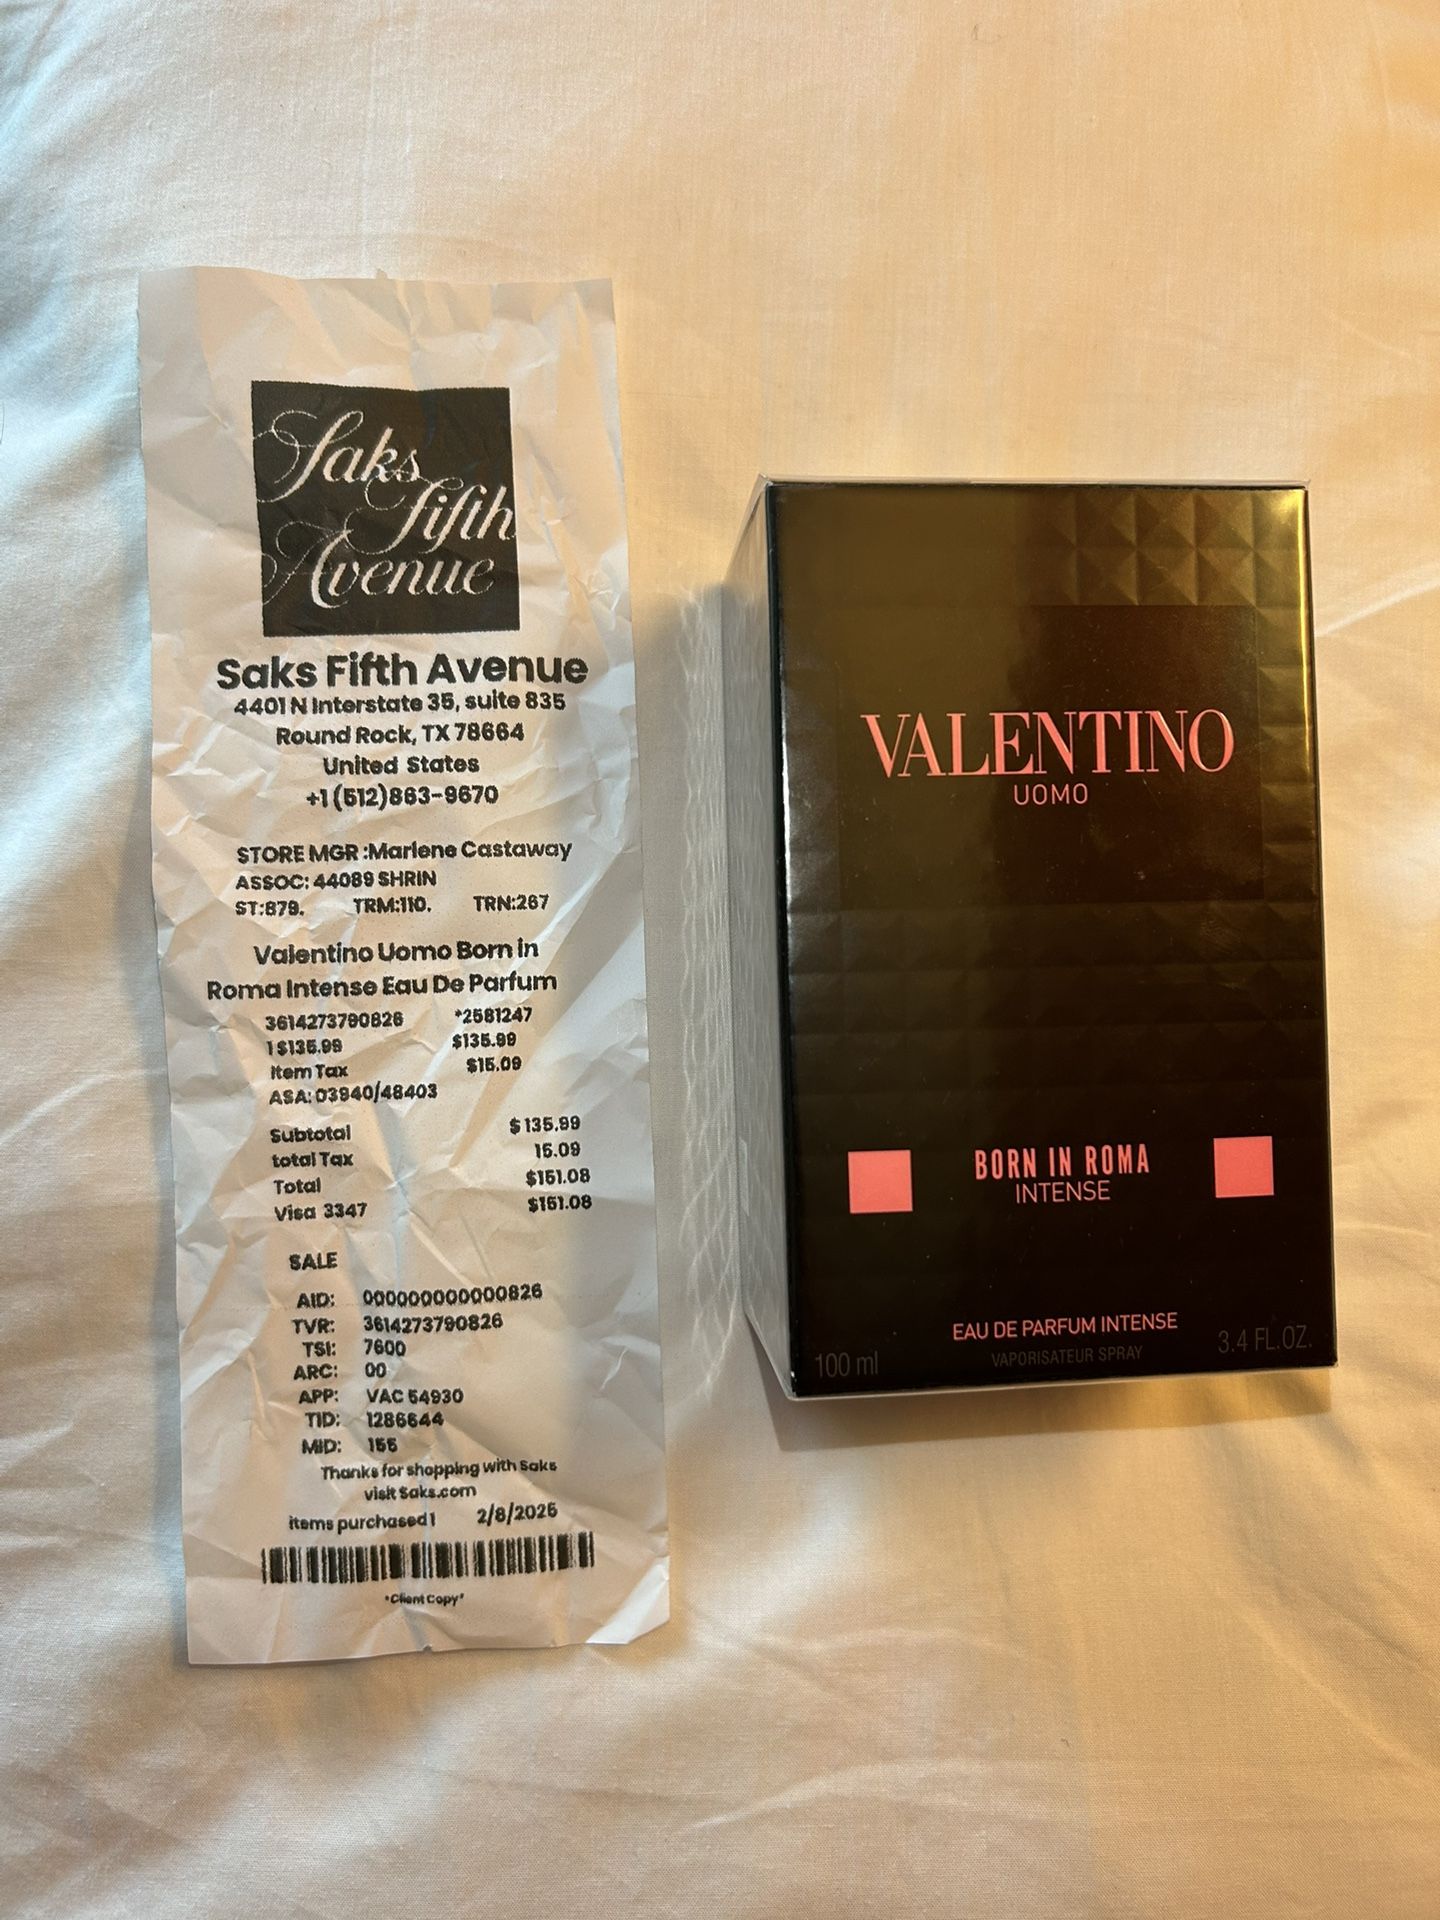 Saks
Fifth
Avenue
Saks Fifth Avenue
4401 N Interstate 35, suite 835
Round Rock, TX 78664
United States
+1 (512)863-9670
STORE MGR :Marlene Castaway
ASSOC: 44089 SHRIN
ST:879. TRM:110. TRN:267
Valentino Uomo Born in
Roma Intense Eau De Parfum
3614273790826 *2581247
1 $135.99 $135.99
Item Tax $15.09
ASA: 03940/48403
Subtotal $ 135.99
total Tax 15.09
Total $151.08
Visa 3347 $151.08
SALE
AID: 000000000000826
TVR: 3614273790826
TSI: 7600
ARC: 00
APP: VAC 54930
TID: 1286644
MID: 155
Thanks for shopping with Saks
visit Saks.com
items purchased 1 2/8/2025
*Client Copy*
VALENTINO
UOMO
BORN IN ROMA
INTENSE
EAU DE PARFUM INTENSE
VAPORISATEUR SPRAY
100 ml 3.4 FL.OZ.